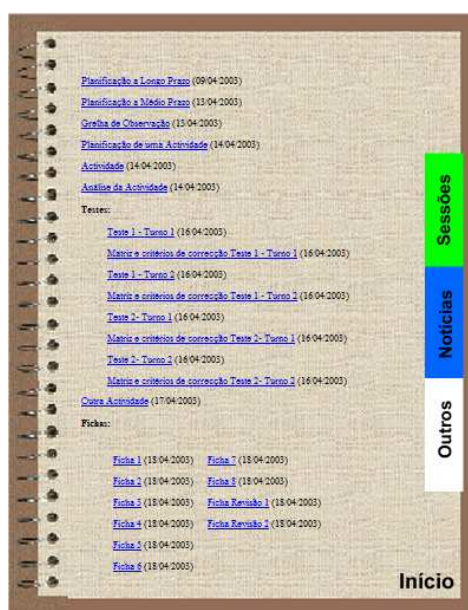 Planificação a Longo Prazo (09/04/2003)
Planificação a Médio Prazo (13/04/2003)
Grelha de Observação (13/04/2003)
Planificação de uma Actividade (14/04/2003)
Actividade (14/04/2003)
Análise da Actividade (14/04/2003)
Testes:
Teste 1 - Turno 1 (16/04/2003)
Matriz e critérios de correcção Teste 1 - Turno 1 (16/04/2003)
Teste 1 - Turno 2 (16/04/2003)
Matriz e critérios de correcção Teste 1 - Turno 2 (16/04/2003)
Teste 2- Turno 1 (16/04/2003)
Matriz e critérios de correcção Teste 2- Turno 1 (16/04/2003)
Teste 2- Turno 2 (16/04/2003)
Matriz e critérios de correcção Teste 2- Turno 2 (16/04/2003)
Outra Actividade (17/04/2003)
Fichas:
Ficha 1 (18/04/2003) Ficha 7 (18/04/2003)
Ficha 2 (18/04/2003) Ficha 8 (18/04/2003)
Ficha 3 (18/04/2003) Ficha Revisão 1 (18/04/2003)
Ficha 4 (18/04/2003) Ficha Revisão 2 (18/04/2003)
Ficha 5 (18/04/2003)
Ficha 6 (18/04/2003)
Sessões
Notícias
Outros
Início